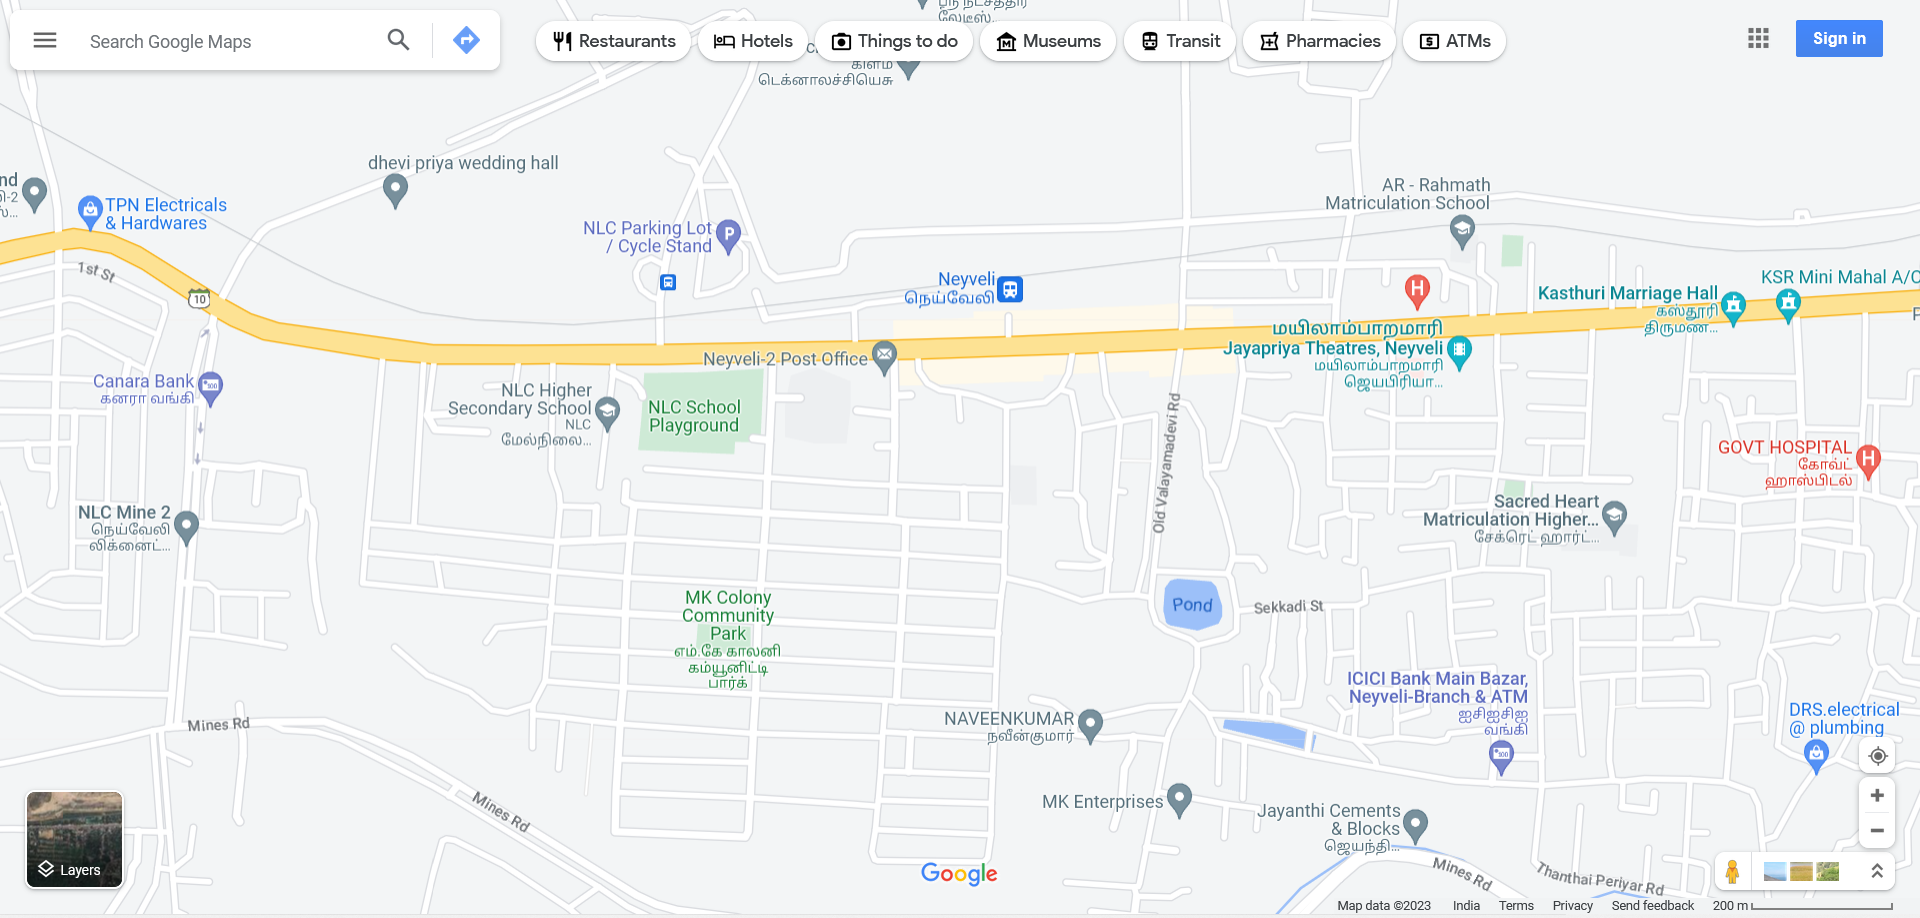 Search Google Maps
Restaurants
Hotels
Things to do
Museums
Transit
Pharmacies
ATMs
Sign in
டெக்னாலச்சியெசு
dhevi priya wedding hall
TPN Electricals
& Hardwares
1st St
10
NLC Parking Lot
/ Cycle Stand
P
Neyveli
நெய்வேலி
AR - Rahmath
Matriculation School
H
Kasthuri Marriage Hall
கஸ்தூரி
திருமண...
KSR Mini Mahal A/C
மயிலாம்பாறமாரி
Jayapriya Theatres, Neyveli
மயிலாம்பாறமாரி
ஜெயபிரியா...
Neyveli-2 Post Office
Canara Bank
கனரா வங்கி
NLC Higher
Secondary School
NLC
மேல்நிலை...
NLC School
Playground
Old Valayamadevi Rd
GOVT HOSPITAL
கோவ்ட்
ஹாஸ்பிடல்
H
NLC Mine 2
நெய்வேலி
லிக்னைட்...
Sacred Heart
Matriculation Higher...
சேக்ரெட் ஹார்ட்...
MK Colony
Community
Park
எம்.கே காலனி
கம்யூனிட்டி
பார்க்
Pond
Sekkadi St
ICICI Bank Main Bazar,
Neyveli-Branch & ATM
ஐசிஐசிஐ
வங்கி
NAVEENKUMAR
நவீன்குமார்
DRS.electrical
@ plumbing
Mines Rd
Mines Rd
MK Enterprises
Jayanthi Cements
& Blocks
ஜெயந்தி...
Mines Rd
Thanthai Periyar Rd
Layers
Google
Map data ©2023
India
Terms
Privacy
Send feedback
200 m